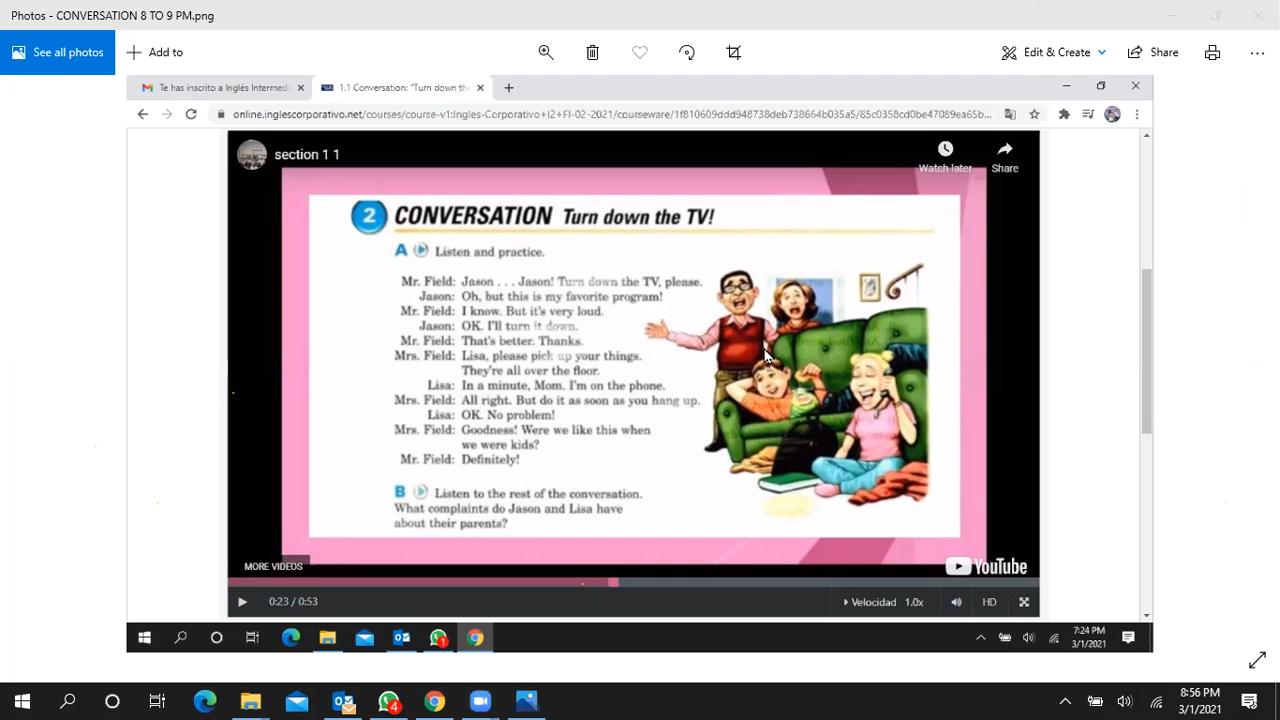 Photos - CONVERSATION 8 TO 9 PM.png
See all photos
Add to
Edit & Create
Share
Te has inscrito a Inglés Intermedi
1.1 Conversation: "Turn down the
online.inglescorporativo.net/courses/course-v1:Ingles-Corporativo+I2+FI-02-2021/courseware/1f810609ddd948738deb738664b035a5/85c0358cd0be47089ea65b...
section 1 1
Watch later
Share
2 CONVERSATION Turn down the TV!
A Listen and practice.
Mr. Field: Jason . . . Jason! Turn down the TV, please.
Jason: Oh, but this is my favorite program!
Mr. Field: I know. But it's very loud.
Jason: OK. I'll turn it down.
Mr. Field: That's better. Thanks.
Mrs. Field: Lisa, please pick up your things.
They're all over the floor.
Lisa: In a minute, Mom. I'm on the phone.
Mrs. Field: All right. But do it as soon as you hang up.
Lisa: OK. No problem!
Mrs. Field: Goodness! Were we like this when
we were kids?
Mr. Field: Definitely!
B Listen to the rest of the conversation.
What complaints do Jason and Lisa have
about their parents?
MORE VIDEOS
YouTube
0:23 / 0:53
Velocidad 1.0x
HD
1
7:24 PM
3/1/2021
4
8:56 PM
3/1/2021